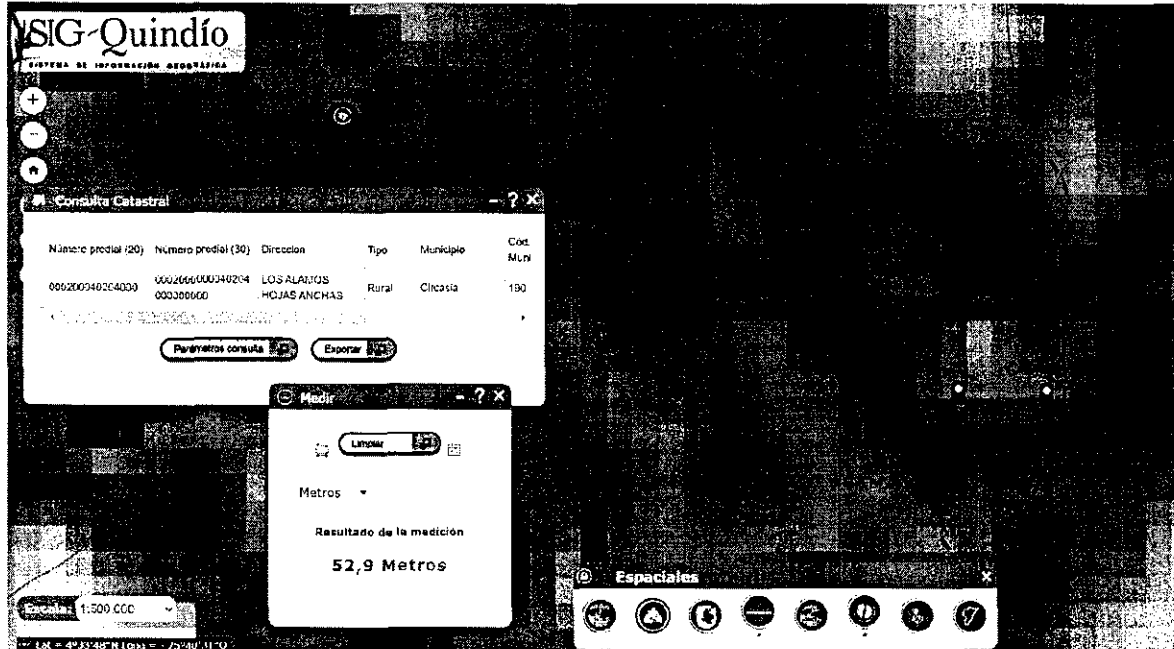 SIG-Quindío
SISTEMA DE INFORMACIÓN GEOGRÁFICA
Consulta Catastral
Número predial (20) Número predial (30) Direccion Tipo Municipio Cód. Muni
LOS ALAMOS HOJAS ANCHAS Rural Circasia 190
Parámetros consulta Exportar
Medir
Limpiar
Metros
Resultado de la medición
52,9 Metros
Espaciales
Escala: 1:500.000